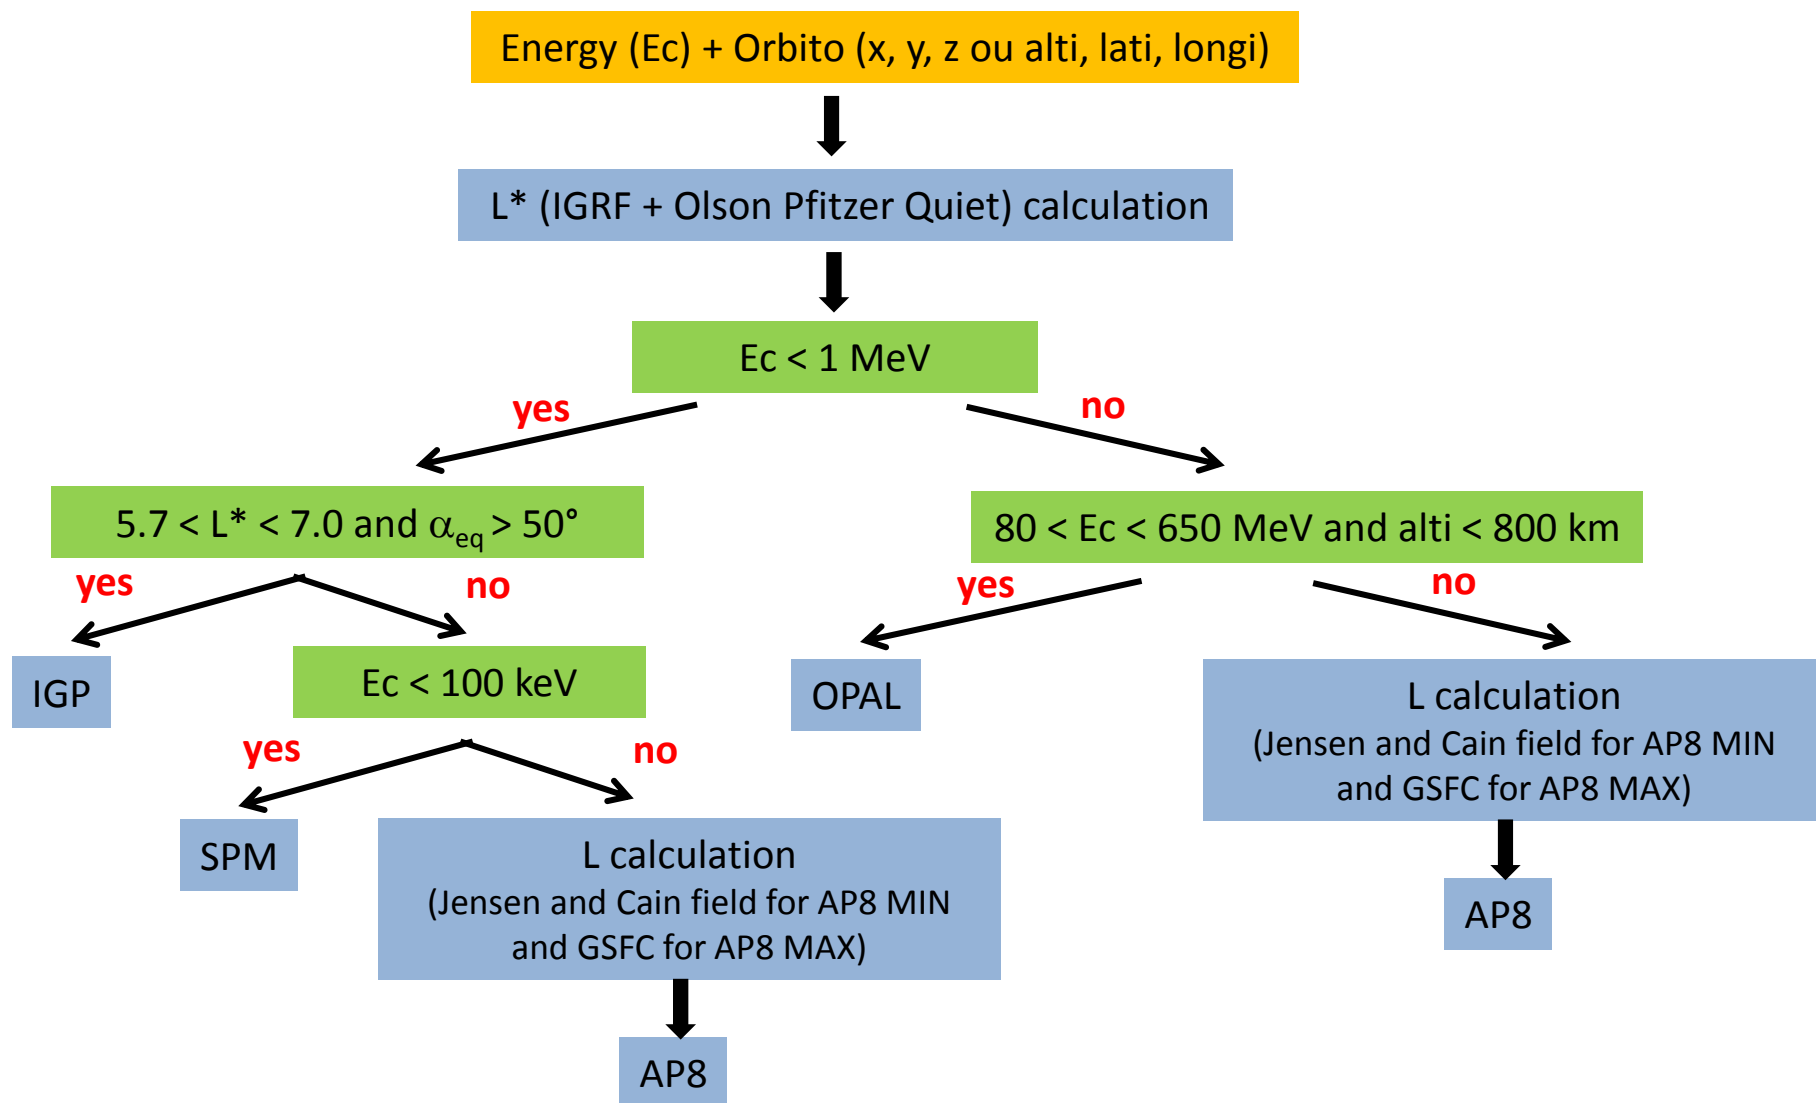 Energy (Ec) + Orbito (x, y, z ou alti, lati, longi)
L* (IGRF + Olson Pfitzer Quiet) calculation
Ec < 1 MeV
yes
no
5.7 < L* < 7.0 and αeq > 50°
80 < Ec < 650 MeV and alti < 800 km
yes
no
yes
no
IGP
Ec < 100 keV
OPAL
L calculation
(Jensen and Cain field for AP8 MIN
and GSFC for AP8 MAX)
yes
no
SPM
L calculation
(Jensen and Cain field for AP8 MIN
and GSFC for AP8 MAX)
AP8
AP8